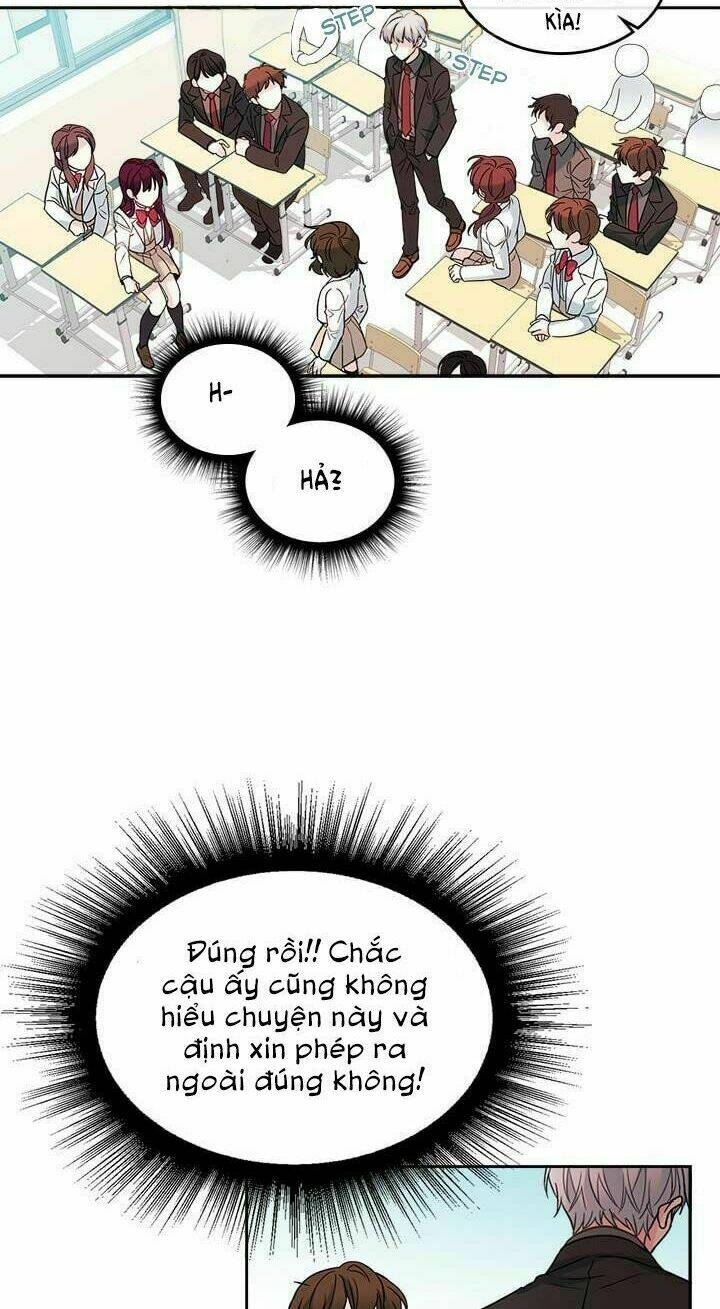 KÌA!
STEP
STEP
H-
HẢ?
Đúng rồi!! Chắc
cậu ấy cũng không
hiểu chuyện này và
định xin phép ra
ngoài đúng không!